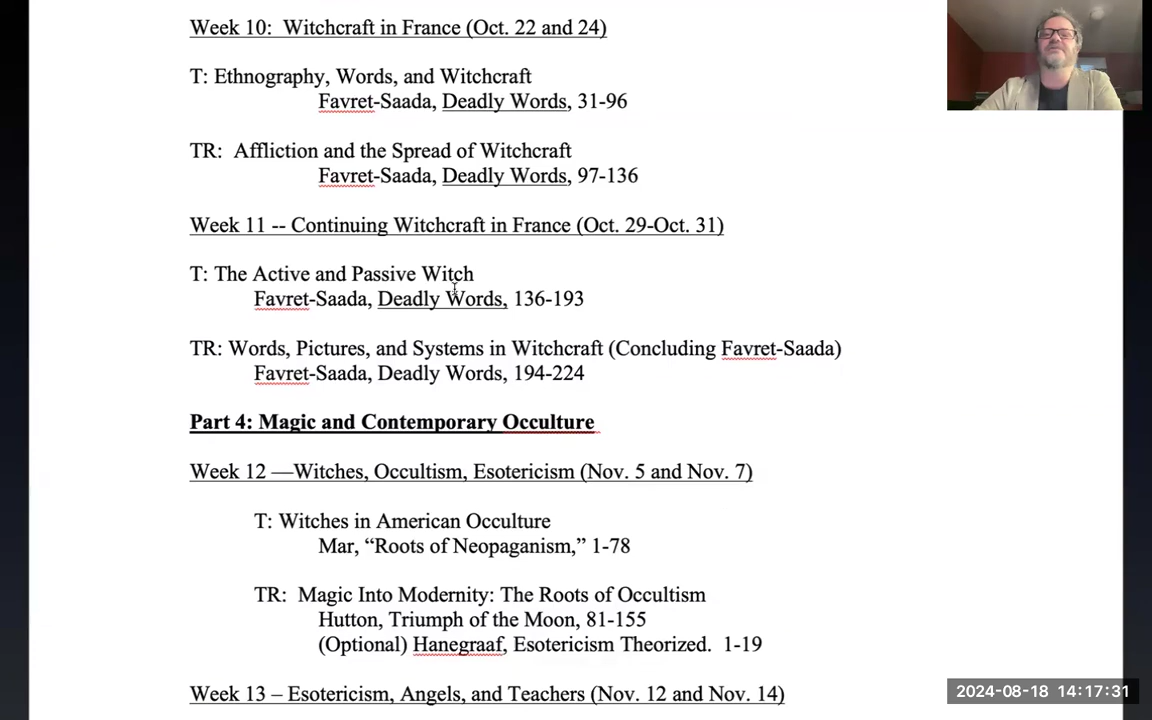 Week 10:  Witchcraft in France (Oct. 22 and 24)
T: Ethnography, Words, and Witchcraft
Favret-Saada, Deadly Words, 31-96
TR:  Affliction and the Spread of Witchcraft
Favret-Saada, Deadly Words, 97-136
Week 11 -- Continuing Witchcraft in France (Oct. 29-Oct. 31)
T: The Active and Passive Witch
Favret-Saada, Deadly Words, 136-193
TR: Words, Pictures, and Systems in Witchcraft (Concluding Favret-Saada)
Favret-Saada, Deadly Words, 194-224
Part 4: Magic and Contemporary Occulture
Week 12 —Witches, Occultism, Esotericism (Nov. 5 and Nov. 7)
T: Witches in American Occulture
Mar, “Roots of Neopaganism,” 1-78
TR:  Magic Into Modernity: The Roots of Occultism
Hutton, Triumph of the Moon, 81-155
(Optional) Hanegraaf, Esotericism Theorized.  1-19
Week 13 – Esotericism, Angels, and Teachers (Nov. 12 and Nov. 14)
2024-08-18 14:17:31